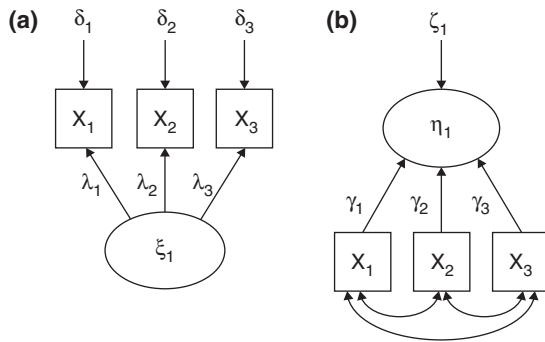 (a)
δ₁ δ₂ δ₃
X₁ X₂ X₃
λ₁ λ₂ λ₃
ξ₁
(b)
ζ₁
η₁
γ₁ γ₂ γ₃
X₁ X₂ X₃